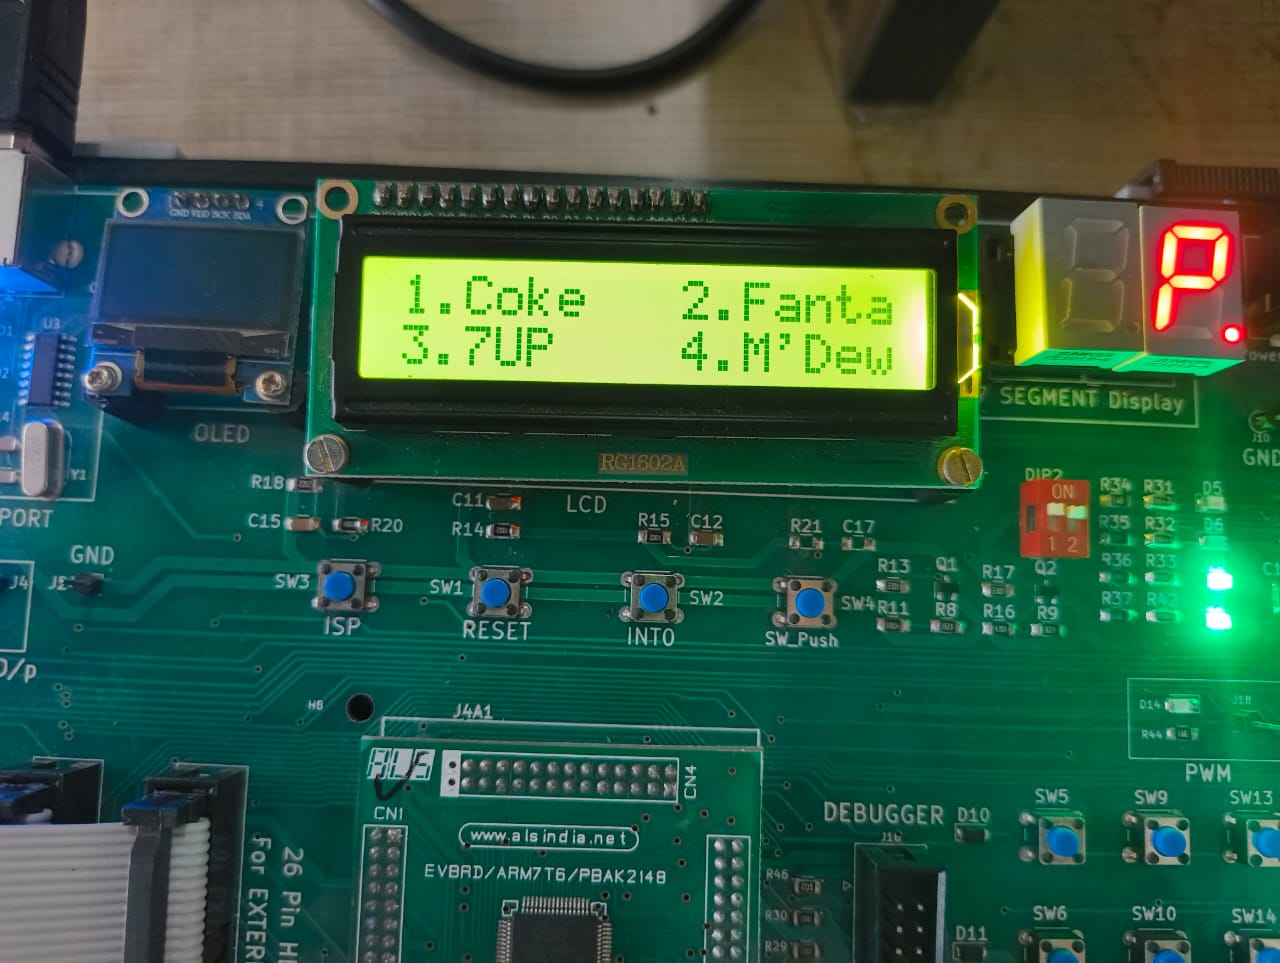 GND VDD SCK SDA
1.Coke 2.Fanta
3.7UP 4.M'Dew
P.
U3
OLED
RG1602A
SEGMENT Display
Y1
PORT
R18
C15
R20
C11
R14
LCD
R15
C12
R21
C17
DIP2
ON
1 2
R34
R31
D5
R35
R32
D6
R36
R33
R37
R42
GND
GND
J4
SW3
ISP
SW1
RESET
SW2
INT0
SW4
SW_Push
R13
Q1
R17
Q2
R11
R8
R16
R9
J4A1
ALS
CN4
CN1
www.alsindia.net
EVBRD/ARM7T6/PBAK2148
D14
R44
PWM
DEBUGGER
D10
SW5
SW9
SW13
R46
R30
R29
D11
SW6
SW10
SW14
26 Pin
For EXTER